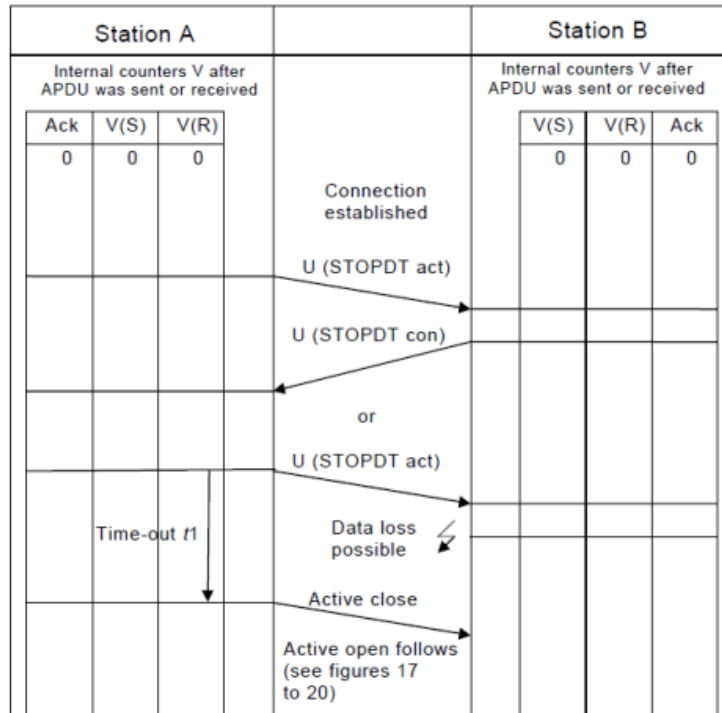 Station A
Station B
Internal counters V after
APDU was sent or received
Internal counters V after
APDU was sent or received
Ack V(S) V(R)
V(S) V(R) Ack
0 0 0
0 0 0
Connection
established
U (STOPDT act)
U (STOPDT con)
or
U (STOPDT act)
Time-out t1
Data loss
possible
Active close
Active open follows
(see figures 17
to 20)